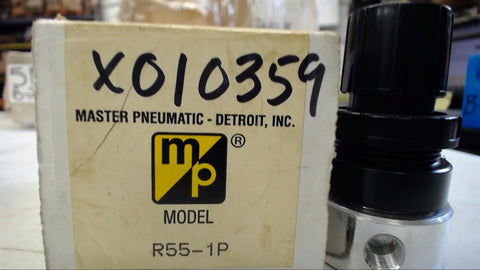 X010359
MASTER PNEUMATIC - DETROIT, INC.
mp ®
MODEL
R55-1P